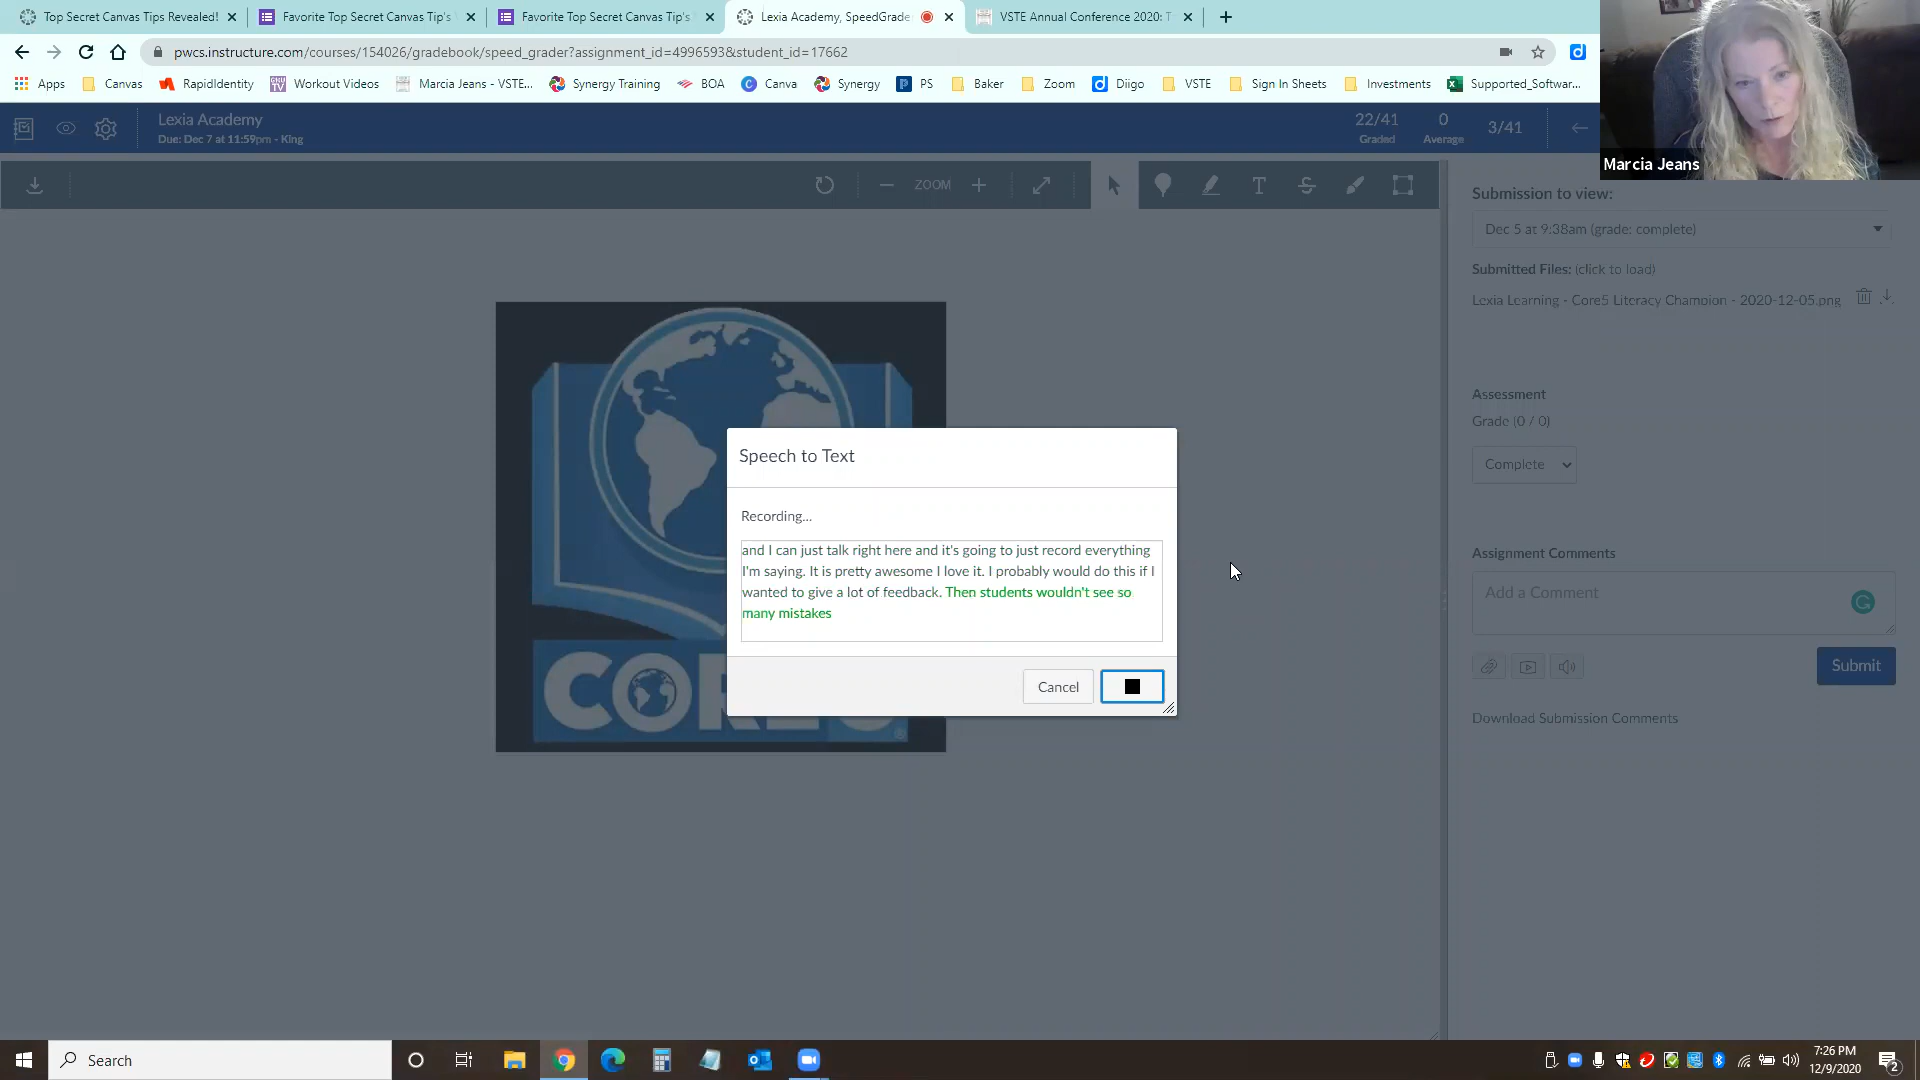 Top Secret Canvas Tips Revealed!
Favorite Top Secret Canvas Tip's
Favorite Top Secret Canvas Tip's
Lexia Academy, SpeedGrade
VSTE Annual Conference 2020: T
pwcs.instructure.com/courses/154026/gradebook/speed_grader?assignment_id=4996593&student_id=17662
Apps
Canvas
RapidIdentity
Workout Videos
Marcia Jeans - VSTE...
Synergy Training
BOA
Canva
Synergy
PS
Baker
Zoom
Diigo
VSTE
Sign In Sheets
Investments
Supported_Softwar...
Marcia Jeans
Lexia Academy
Due: Dec 7 at 11:59pm - King
22/41
Graded
0
Average
3/41
ZOOM
Submission to view:
Dec 5 at 9:38am (grade: complete)
Submitted Files: (click to load)
Lexia Learning - Core5 Literacy Champion - 2020-12-05.png
Assessment
Grade (0 / 0)
Complete
Assignment Comments
Add a Comment
Submit
Download Submission Comments
Speech to Text
Recording...
and I can just talk right here and it's going to just record everything
I'm saying. It is pretty awesome I love it. I probably would do this if I
wanted to give a lot of feedback. Then students wouldn't see so
many mistakes
Cancel
Search
7:26 PM
12/9/2020
2